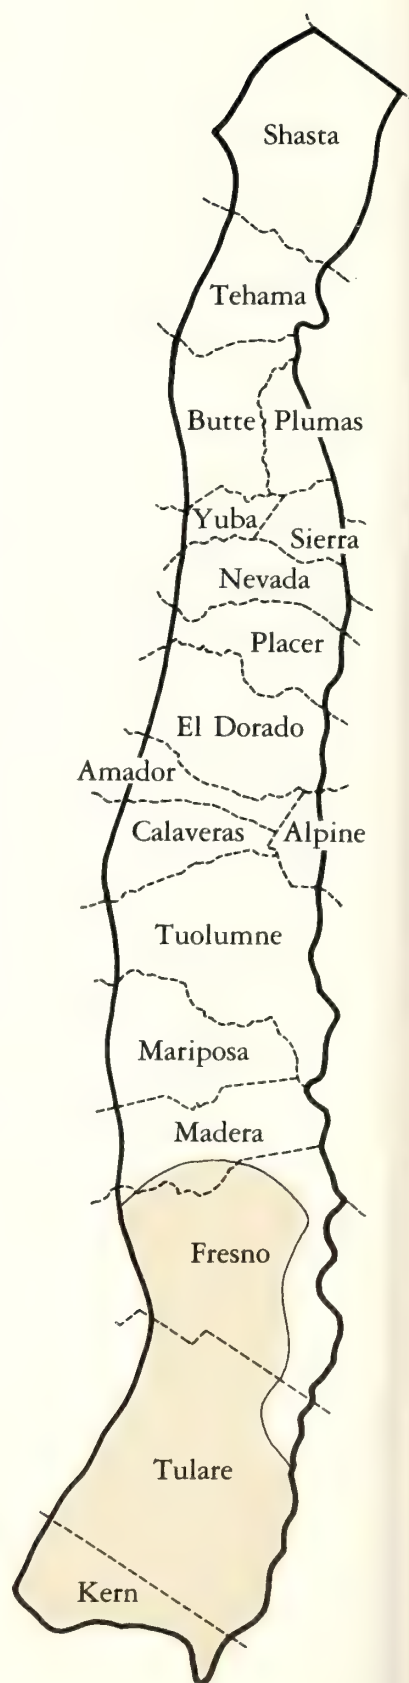 Shasta
Tehama
Butte Plumas
Yuba
Sierra
Nevada
Placer
El Dorado
Amador
Calaveras Alpine
Tuolumne
Mariposa
Madera
Fresno
Tulare
Kern